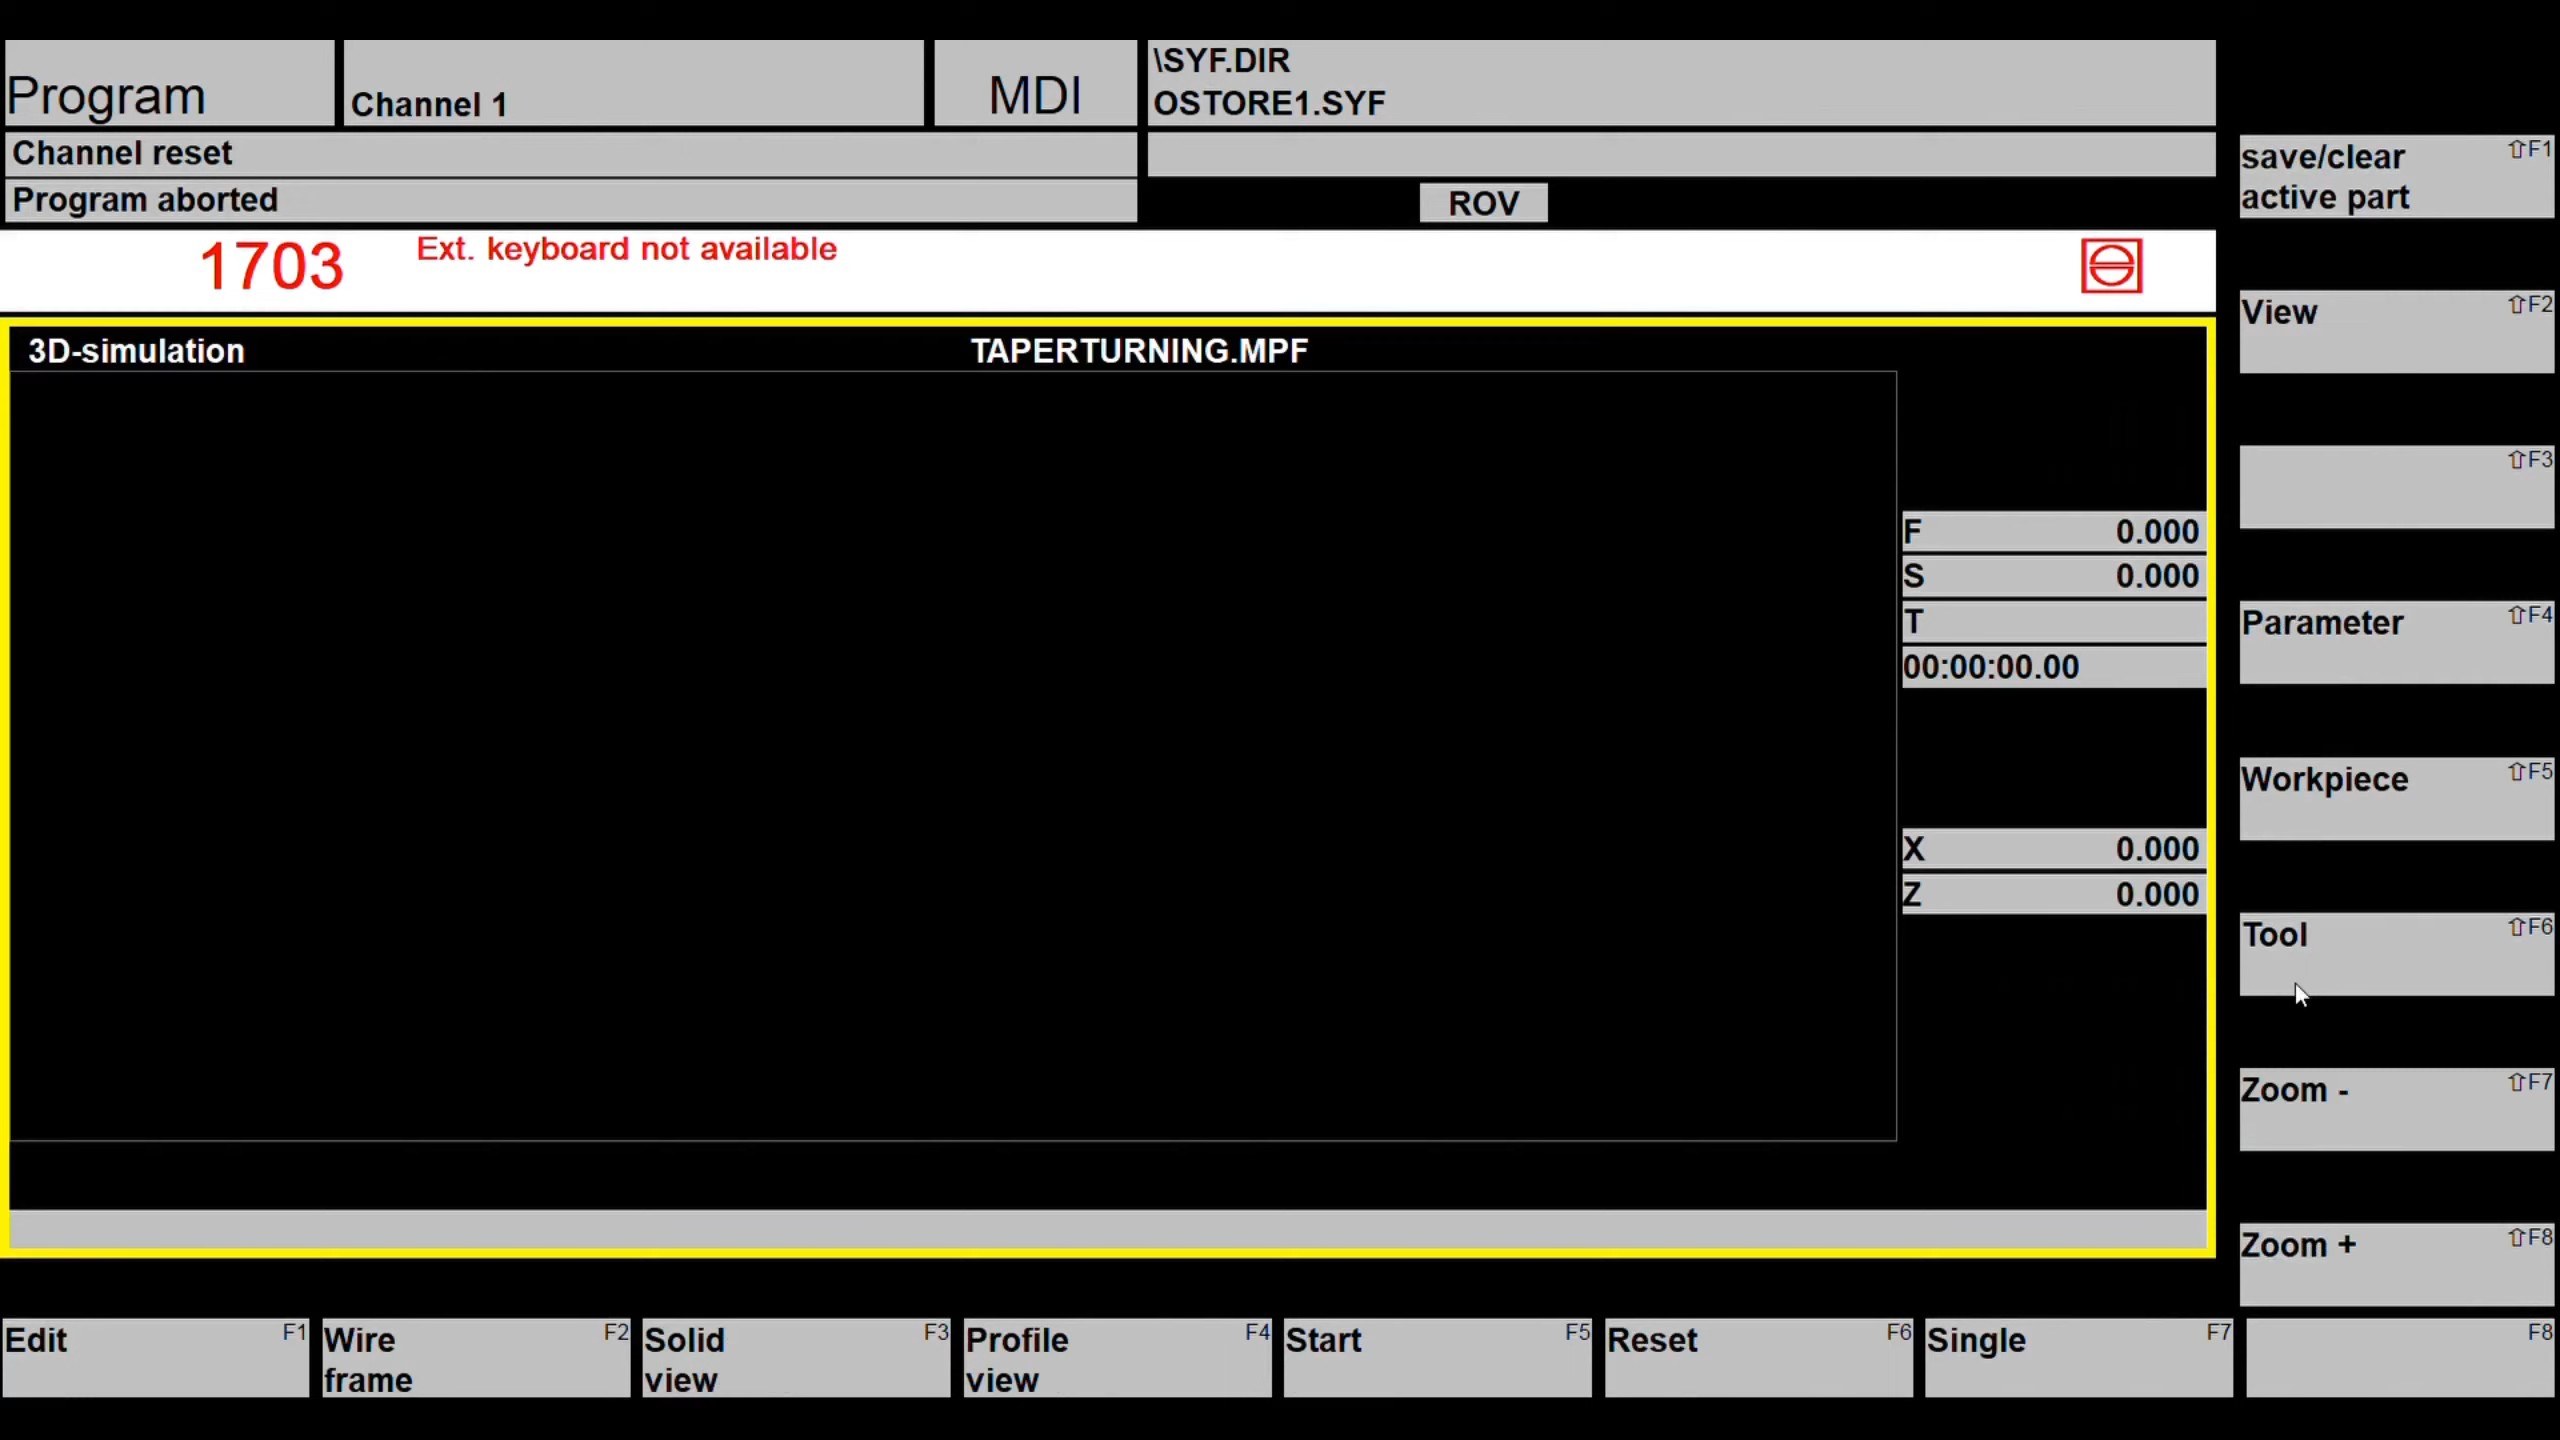 Program
Channel 1
MDI
\SYF.DIR
OSTORE1.SYF
Channel reset
Program aborted
ROV
1703
Ext. keyboard not available
3D-simulation
TAPERTURNING.MPF
F 0.000
S 0.000
T
00:00:00.00
X 0.000
Z 0.000
save/clear ⇧F1
active part
View ⇧F2
⇧F3
Parameter ⇧F4
Workpiece ⇧F5
Tool ⇧F6
Zoom - ⇧F7
Zoom + ⇧F8
Edit F1
Wire F2
frame
Solid F3
view
Profile F4
view
Start F5
Reset F6
Single F7
F8